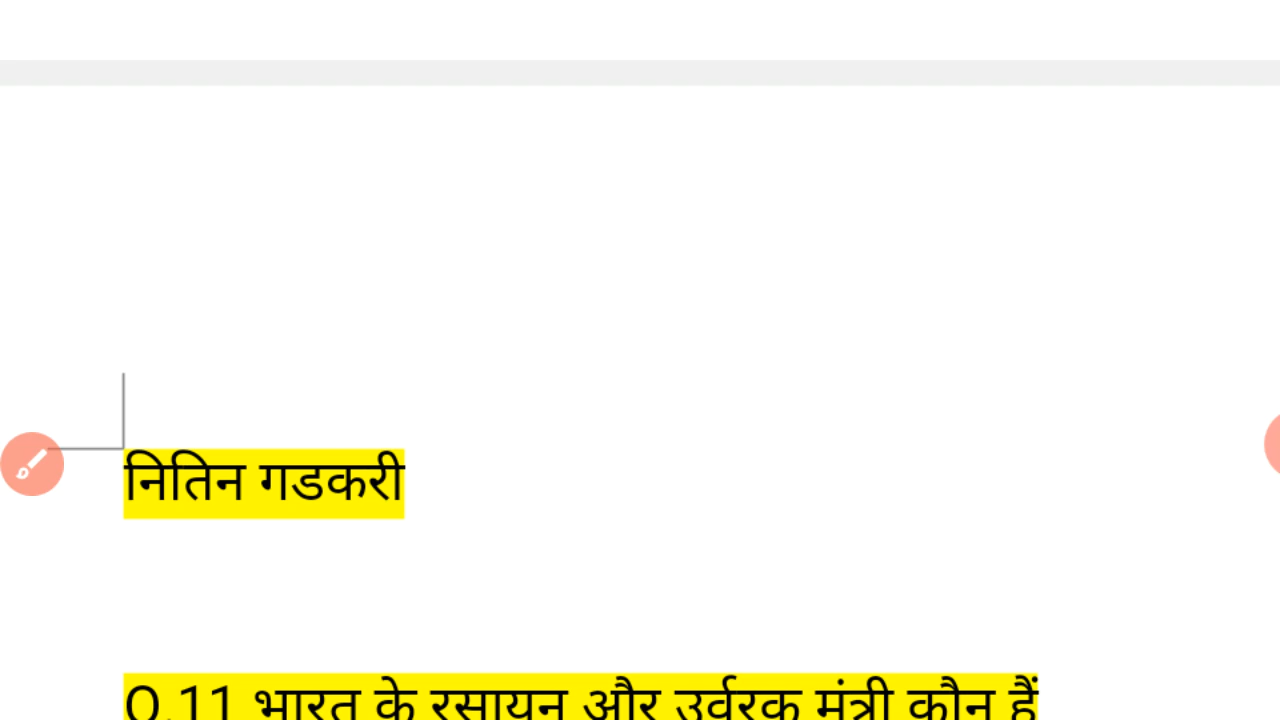 नितिन गडकरी
Q.11 भारत के रसायन और उर्वरक मंत्री कौन हैं